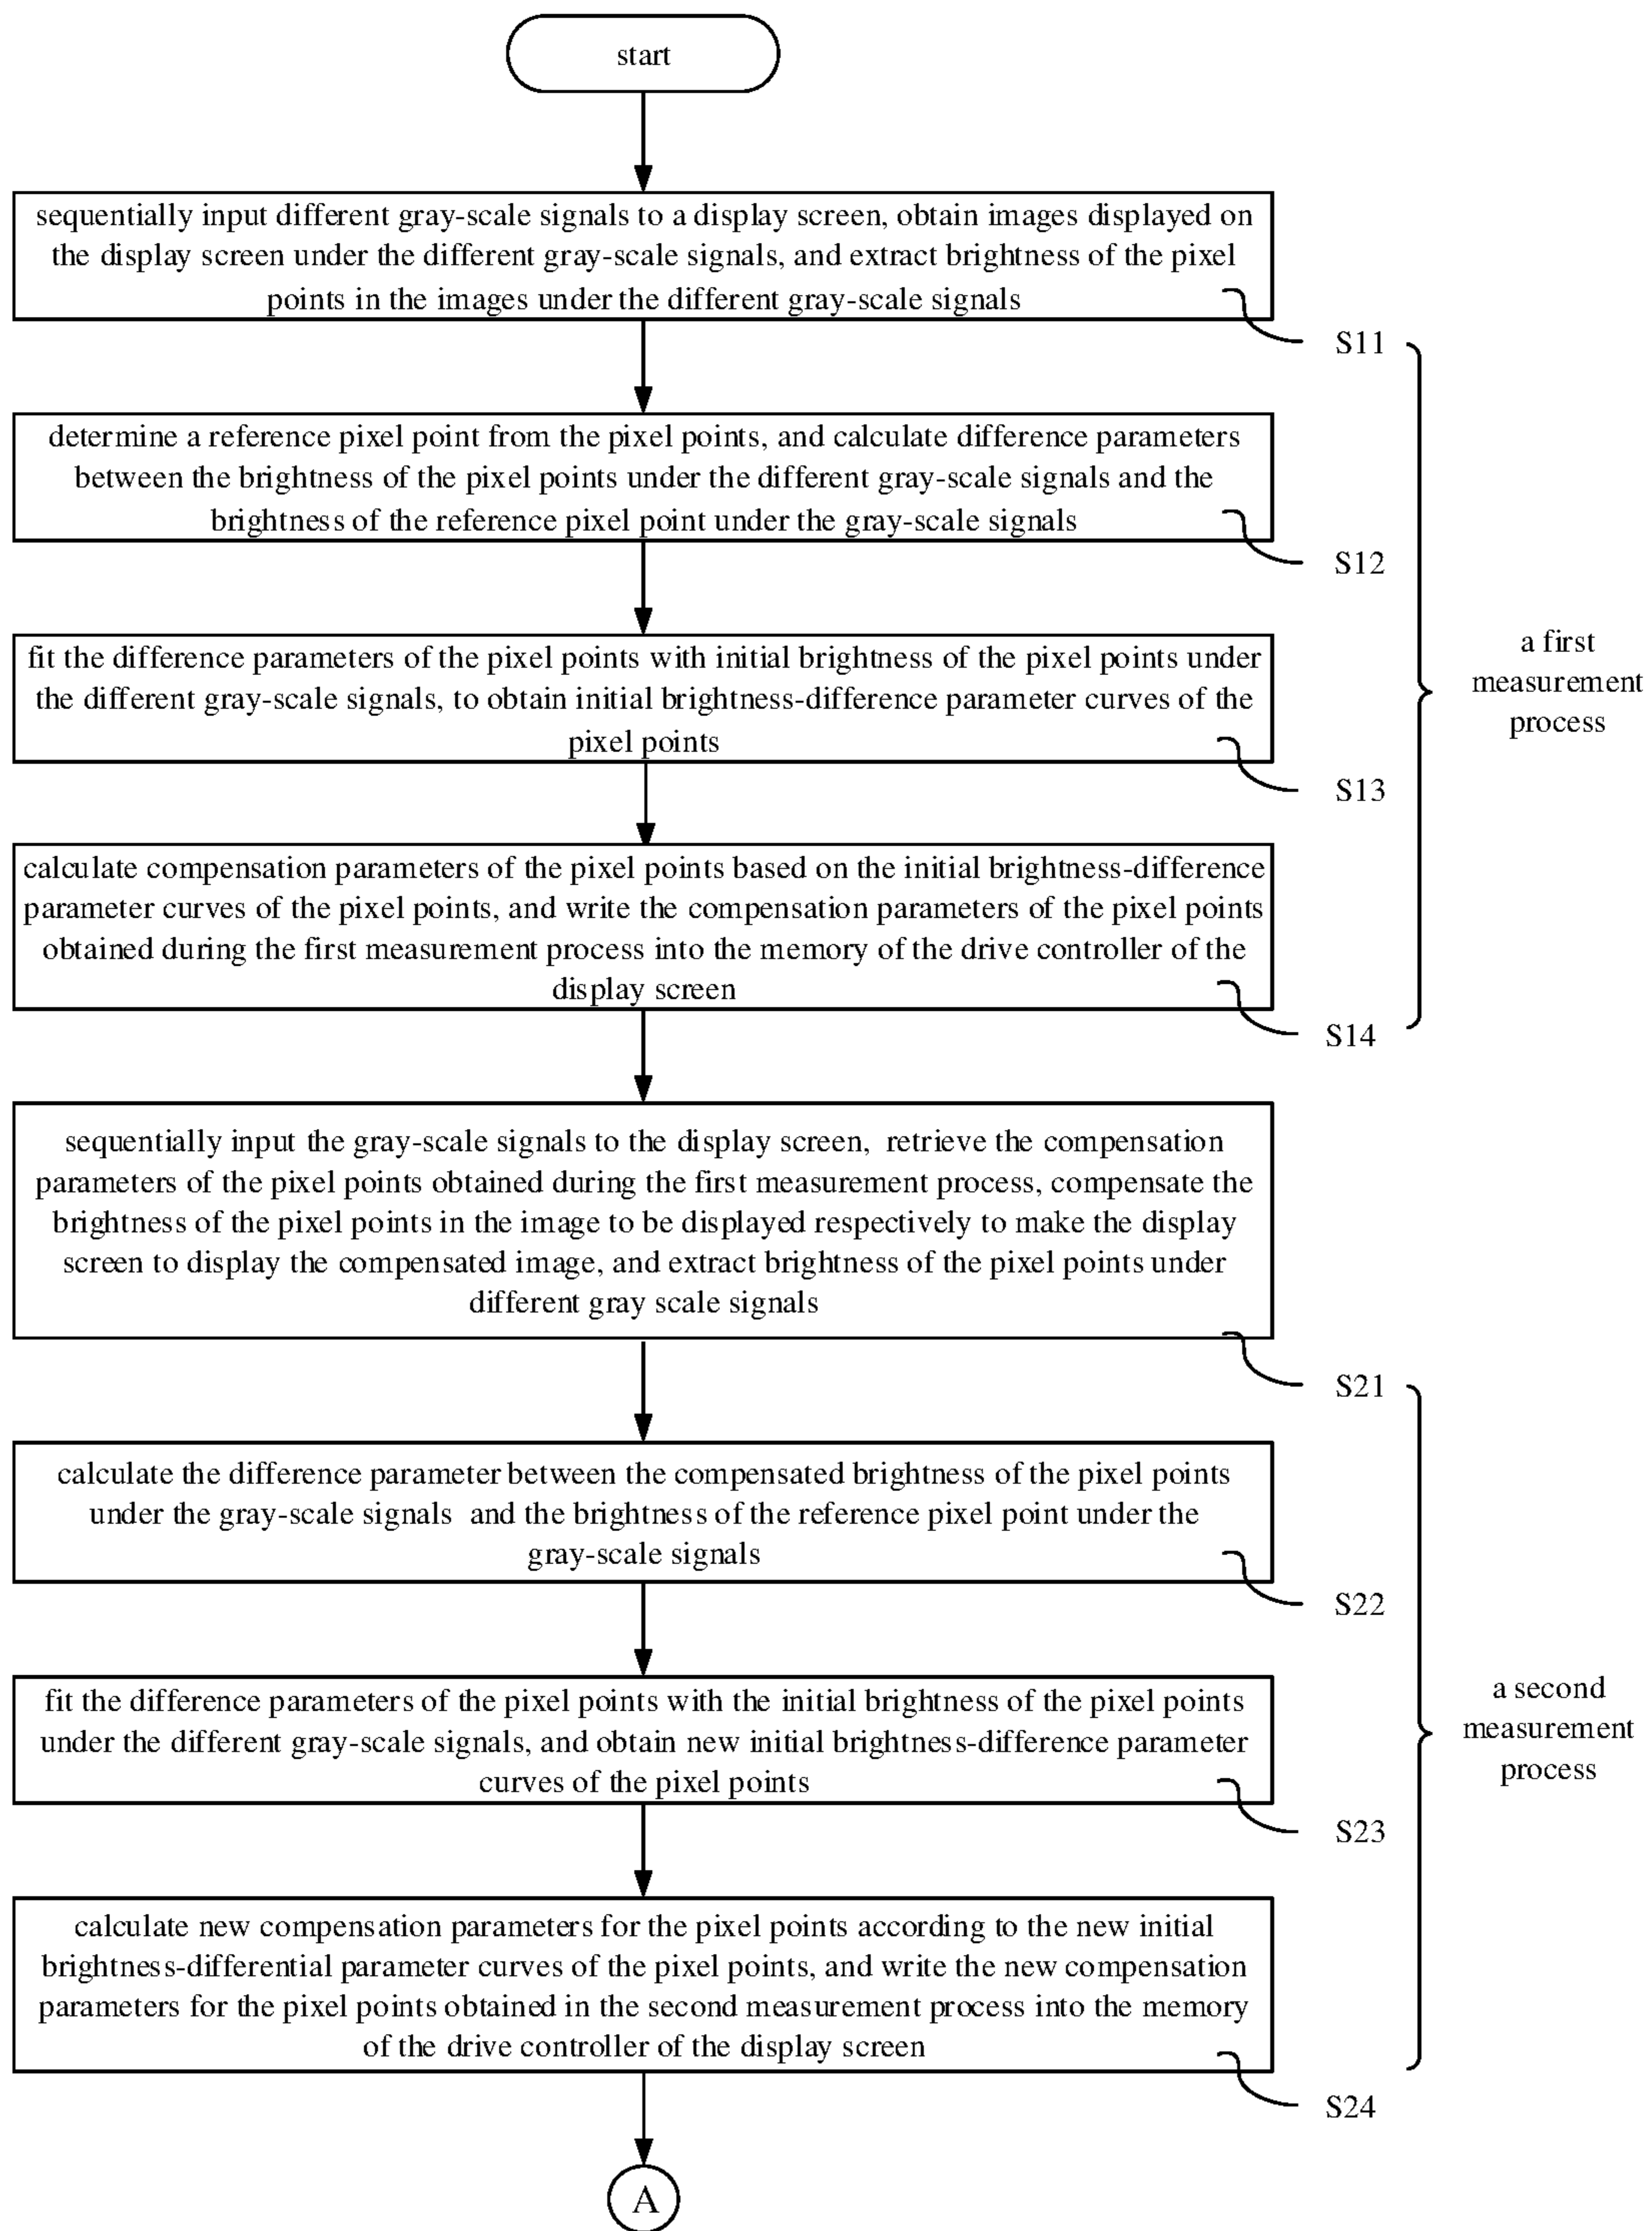 start
sequentially input different gray-scale signals to a display screen, obtain images displayed on
the display screen under the different gray-scale signals, and extract brightness of the pixel
points in the images under the different gray-scale signals
S11
determine a reference pixel point from the pixel points, and calculate difference parameters
between the brightness of the pixel points under the different gray-scale signals and the
brightness of the reference pixel point under the gray-scale signals
S12
fit the difference parameters of the pixel points with initial brightness of the pixel points under
the different gray-scale signals, to obtain initial brightness-difference parameter curves of the
pixel points
S13
a first
measurement
process
calculate compensation parameters of the pixel points based on the initial brightness-difference
parameter curves of the pixel points, and write the compensation parameters of the pixel points
obtained during the first measurement process into the memory of the drive controller of the
display screen
S14
sequentially input the gray-scale signals to the display screen, retrieve the compensation
parameters of the pixel points obtained during the first measurement process, compensate the
brightness of the pixel points in the image to be displayed respectively to make the display
screen to display the compensated image, and extract brightness of the pixel points under
different gray scale signals
S21
calculate the difference parameter between the compensated brightness of the pixel points
under the gray-scale signals and the brightness of the reference pixel point under the
gray-scale signals
S22
fit the difference parameters of the pixel points with the initial brightness of the pixel points
under the different gray-scale signals, and obtain new initial brightness-difference parameter
curves of the pixel points
S23
a second
measurement
process
calculate new compensation parameters for the pixel points according to the new initial
brightness-differential parameter curves of the pixel points, and write the new compensation
parameters for the pixel points obtained in the second measurement process into the memory
of the drive controller of the display screen
S24
A